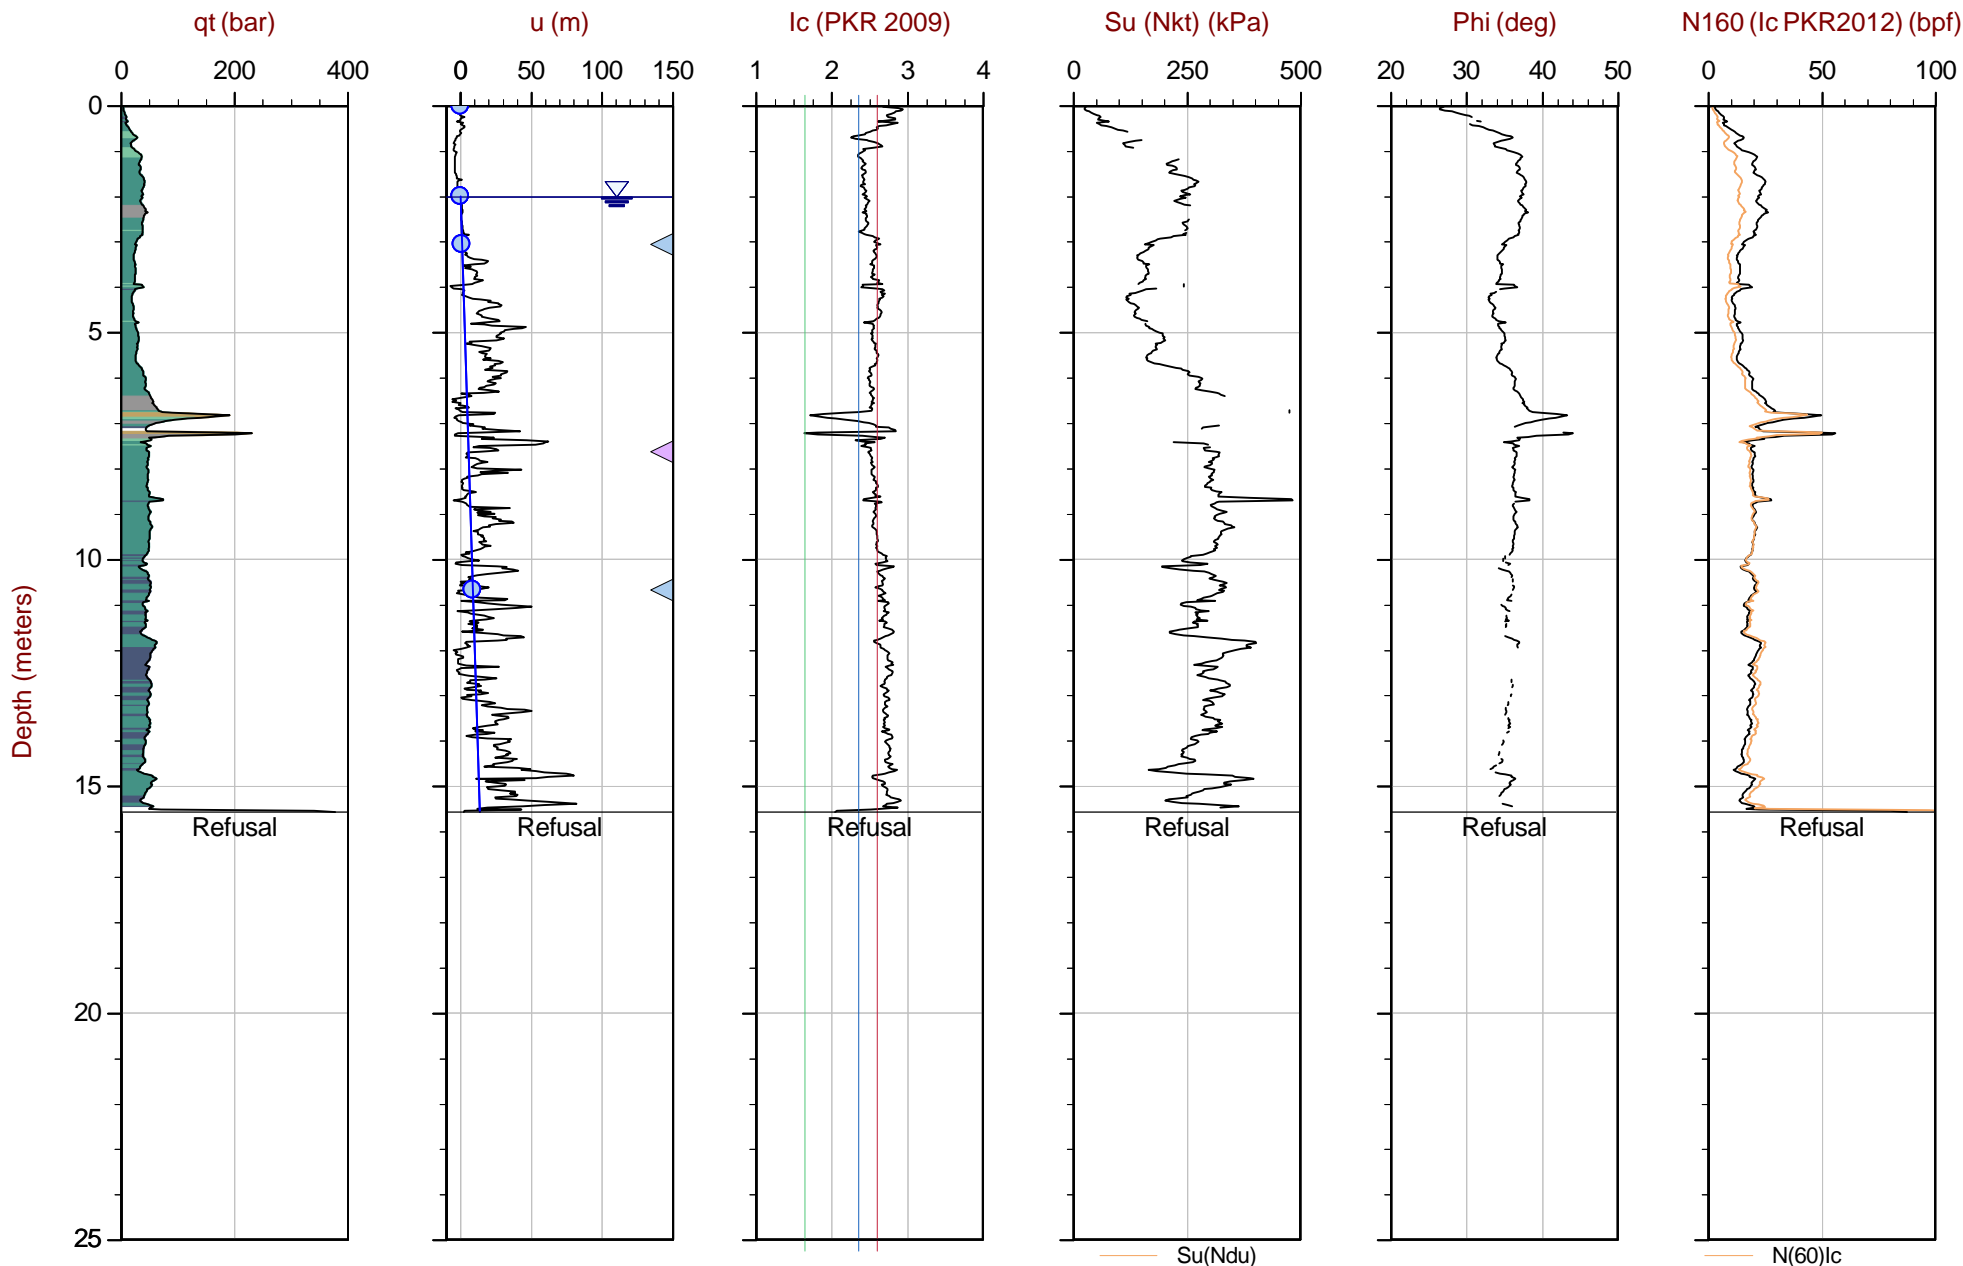 qt (bar) u (m) Ic (PKR 2009) Su (Nkt) (kPa) Phi (deg) N160 (Ic PKR2012) (bpf)
0 200 400 0 50 100 150 1 2 3 4 0 250 500 20 30 40 50 0 50 100
0
5
10
15
20
25
Depth (meters)
Refusal Refusal Refusal Refusal Refusal Refusal
Su(Ndu) N(60)Ic